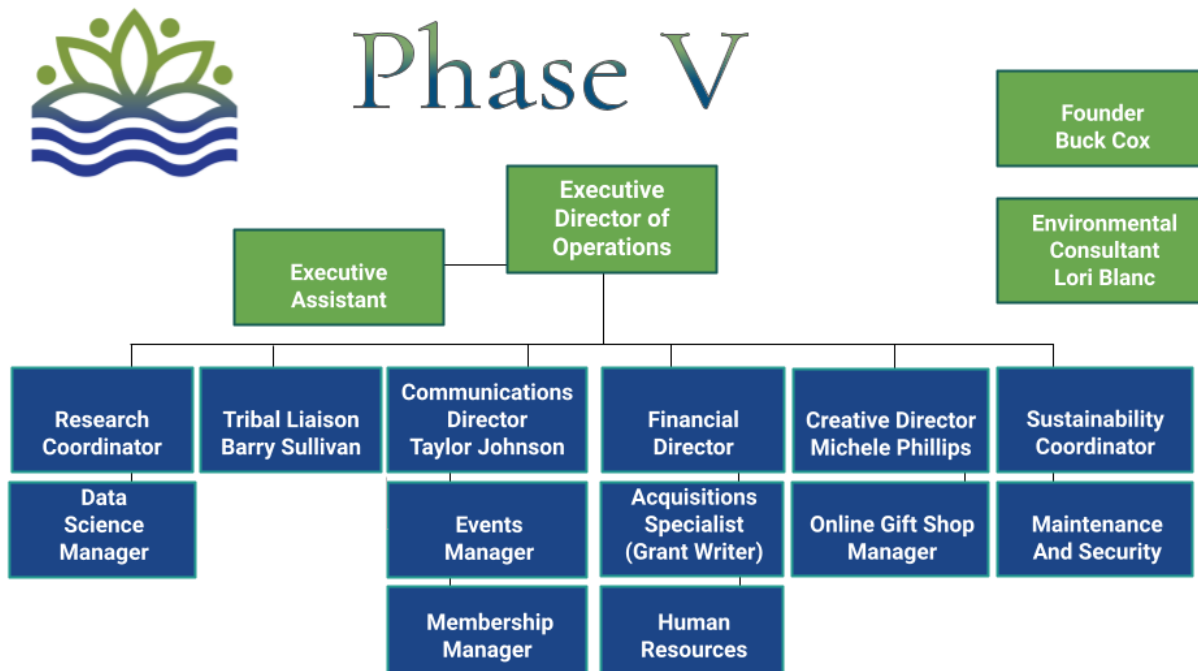 Phase V
Founder
Buck Cox
Executive
Director of
Operations
Environmental
Consultant
Lori Blanc
Executive
Assistant
Research
Coordinator
Tribal Liaison
Barry Sullivan
Communications
Director
Taylor Johnson
Financial
Director
Creative Director
Michele Phillips
Sustainability
Coordinator
Data
Science
Manager
Events
Manager
Acquisitions
Specialist
(Grant Writer)
Online Gift Shop
Manager
Maintenance
And Security
Membership
Manager
Human
Resources